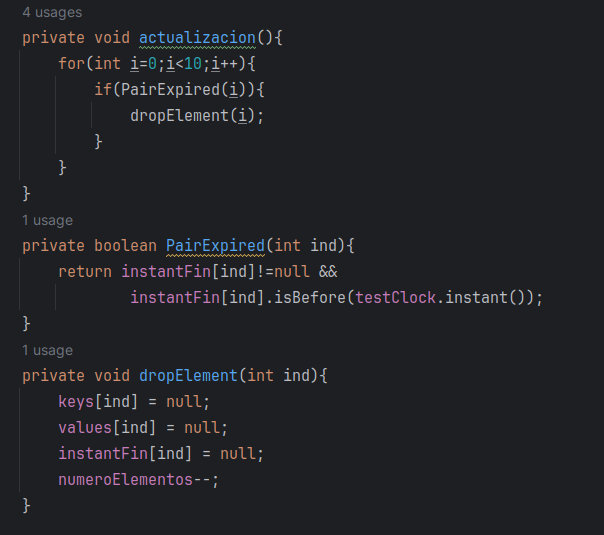 4 usages
private void actualizacion(){
for(int i=0;i<10;i++){
if(PairExpired(i)){
dropElement(i);
}
}
}
1 usage
private boolean PairExpired(int ind){
return instantFin[ind]!=null &&
instantFin[ind].isBefore(testClock.instant());
}
1 usage
private void dropElement(int ind){
keys[ind] = null;
values[ind] = null;
instantFin[ind] = null;
numeroElementos--;
}